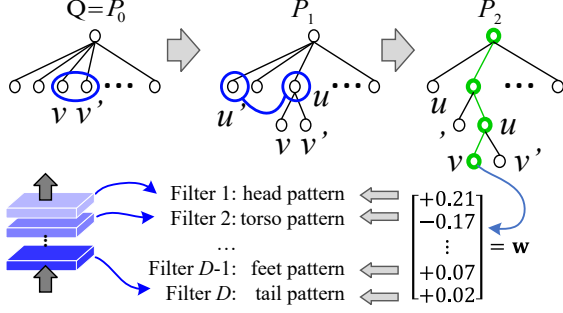 Q=P₀
P₁
P₂
v v' ...
u' u ...
v v'
u ...
,
u
v v'
Filter 1: head pattern
Filter 2: torso pattern
...
Filter D-1: feet pattern
Filter D: tail pattern
+0.21
−0.17
⋮
+0.07
+0.02
= w